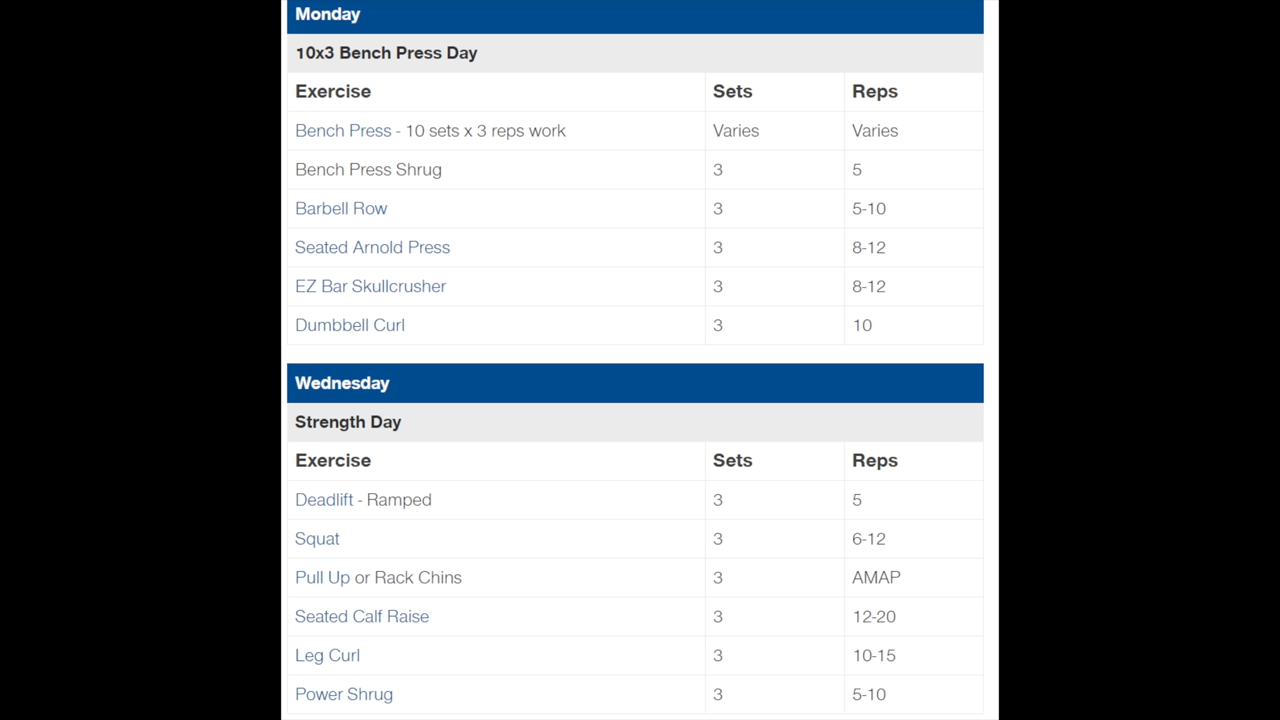 Monday
10x3 Bench Press Day
Exercise Sets Reps
Bench Press - 10 sets x 3 reps work Varies Varies
Bench Press Shrug 3 5
Barbell Row 3 5-10
Seated Arnold Press 3 8-12
EZ Bar Skullcrusher 3 8-12
Dumbbell Curl 3 10
Wednesday
Strength Day
Exercise Sets Reps
Deadlift - Ramped 3 5
Squat 3 6-12
Pull Up or Rack Chins 3 AMAP
Seated Calf Raise 3 12-20
Leg Curl 3 10-15
Power Shrug 3 5-10